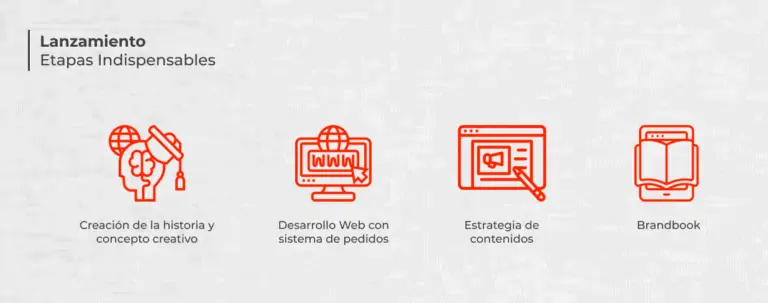 Lanzamiento
Etapas Indispensables
WWW
Creación de la historia y
concepto creativo
Desarrollo Web con
sistema de pedidos
Estrategia de
contenidos
Brandbook